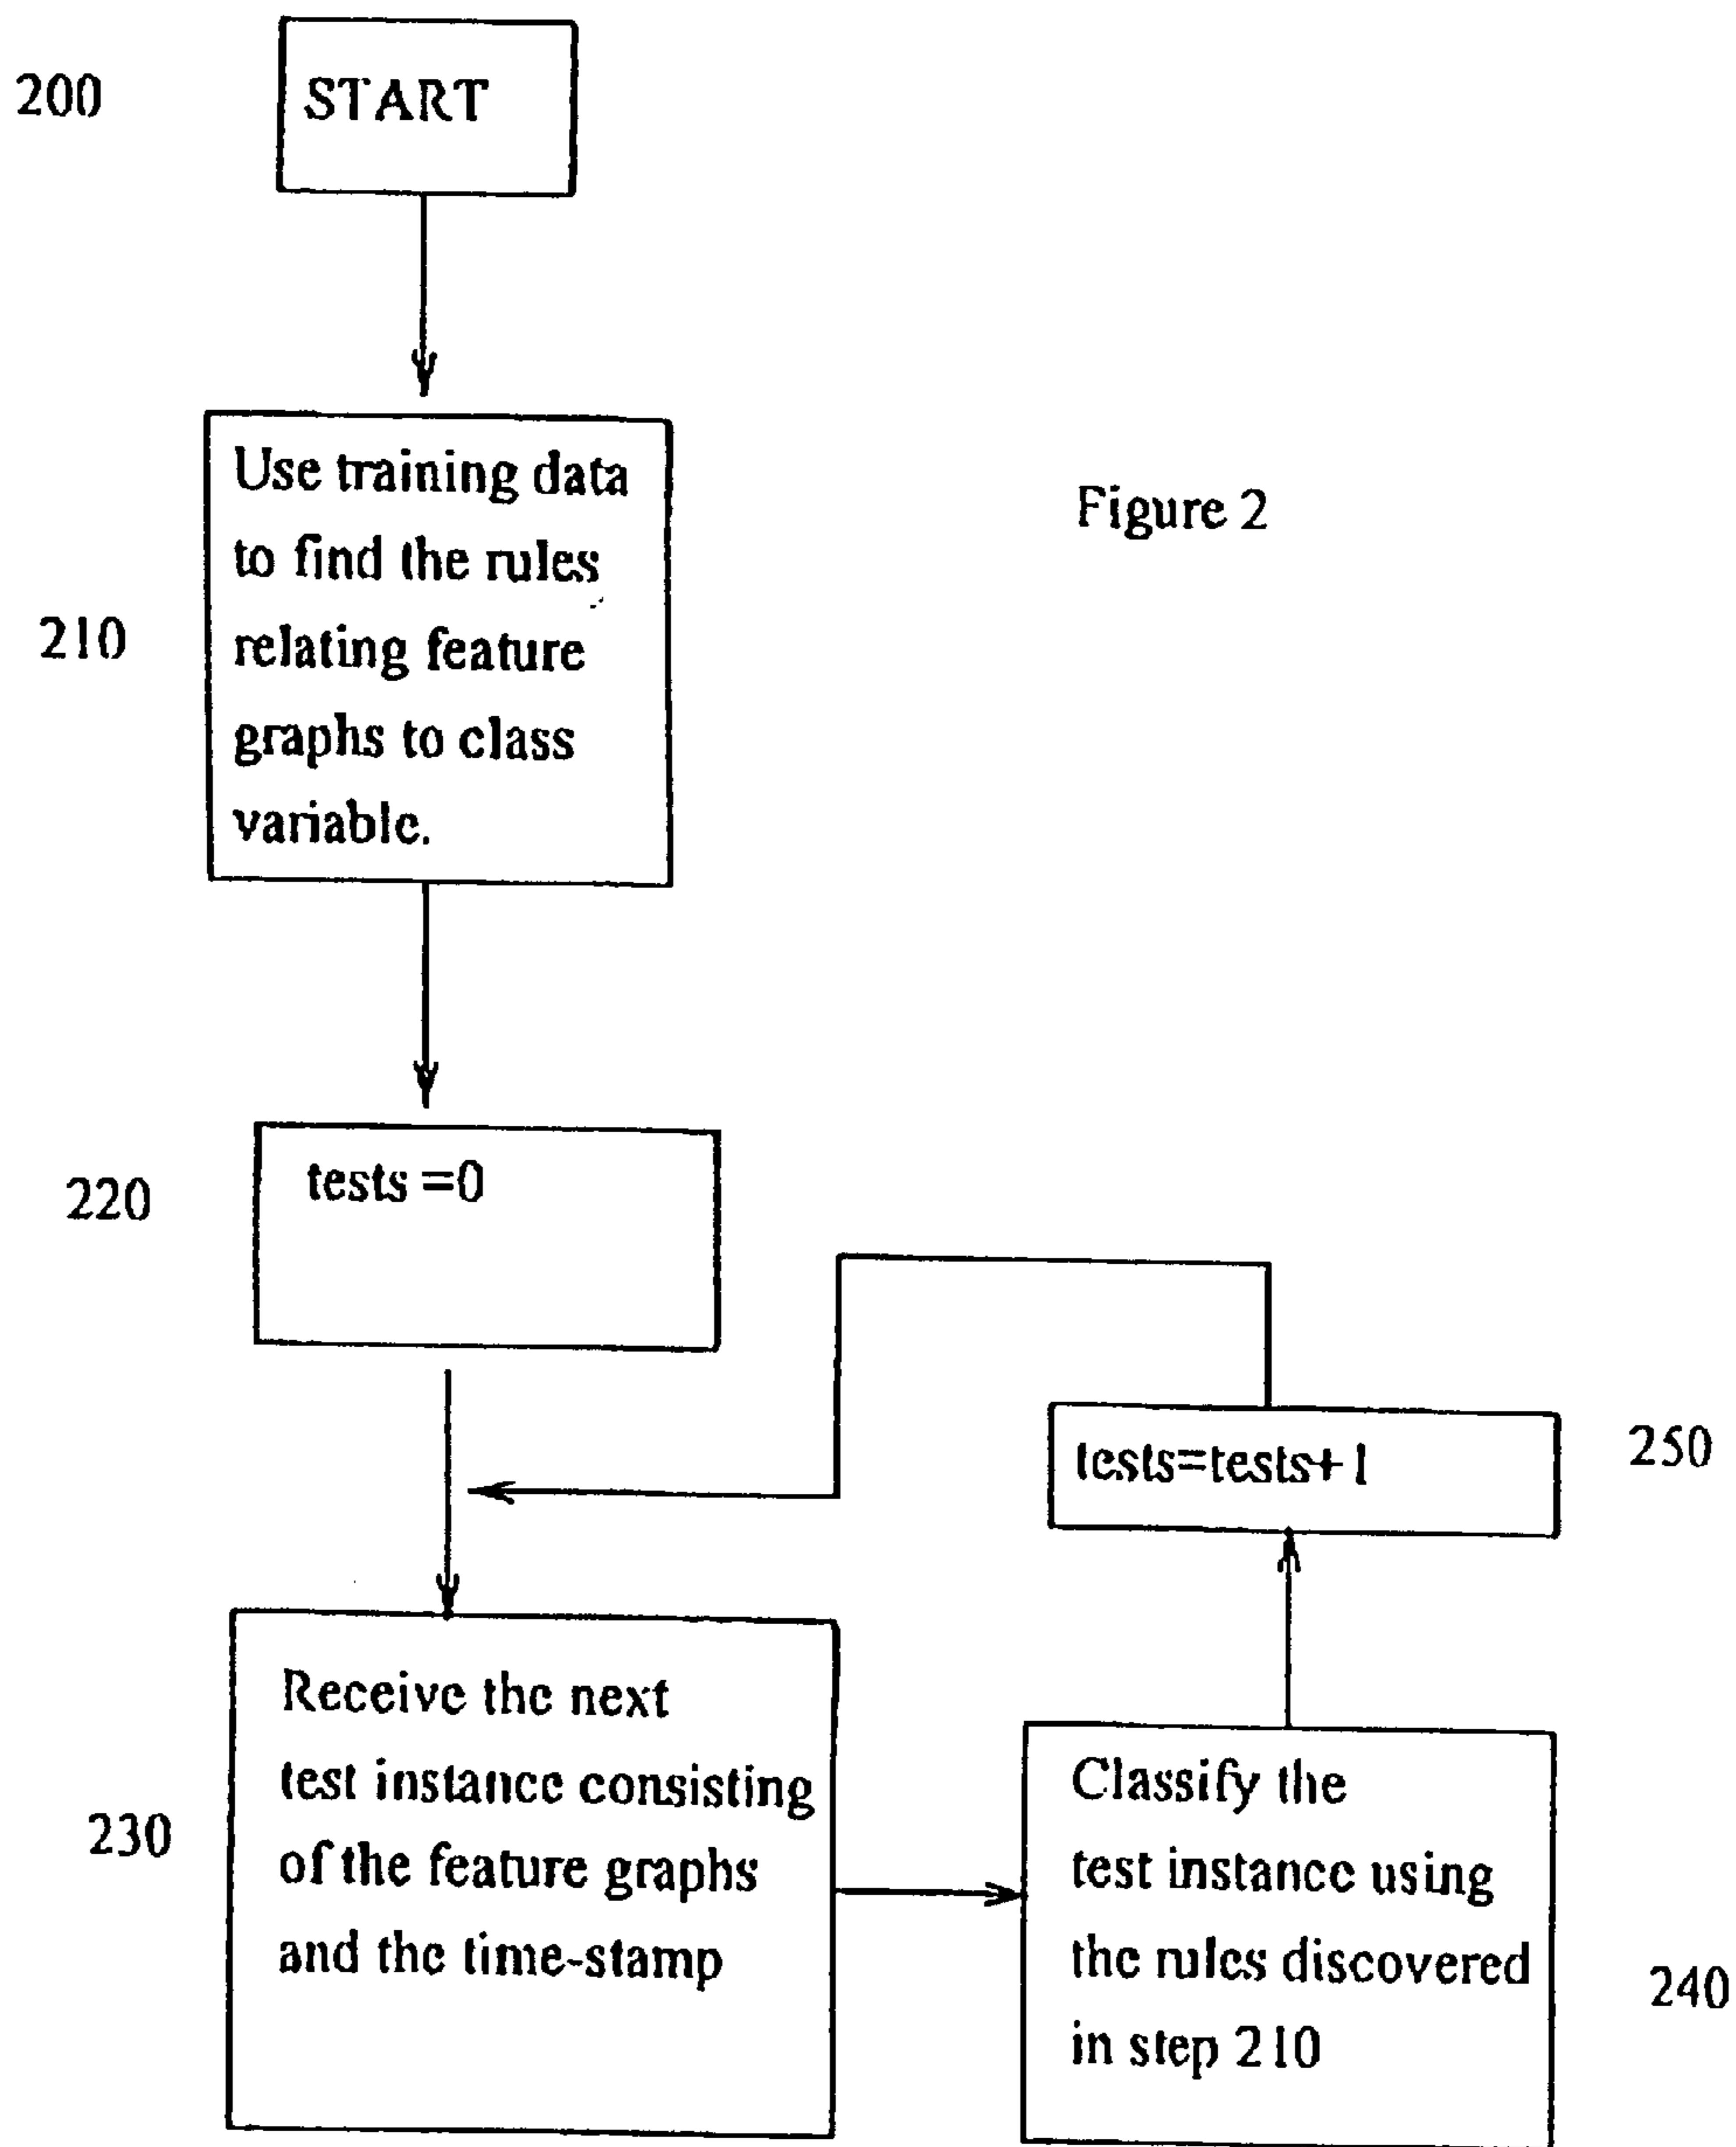 200
START
210
Use training data
to find the rules
relating feature
graphs to class
variable.
Figure 2
220
tests =0
250
tests=tests+1
230
Receive the next
test instance consisting
of the feature graphs
and the time-stamp
240
Classify the
test instance using
the rules discovered
in step 210